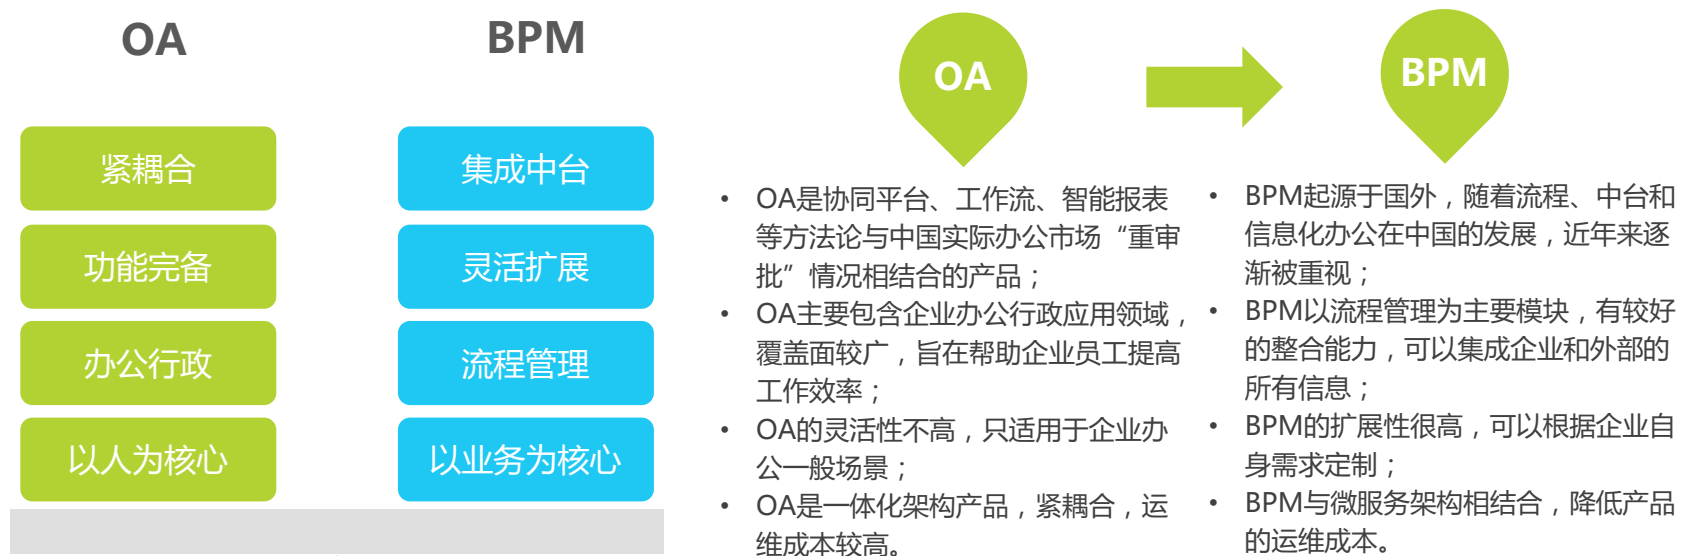 OA
BPM
紧耦合
集成中台
功能完备
灵活扩展
办公行政
流程管理
以人为核心
以业务为核心
OA
BPM
• OA是协同平台、工作流、智能报表
等方法论与中国实际办公市场“重审
批”情况相结合的产品；
• OA主要包含企业办公行政应用领域，
覆盖面较广，旨在帮助企业员工提高
工作效率；
• OA的灵活性不高，只适用于企业办
公一般场景；
• OA是一体化架构产品，紧耦合，运
维成本较高。
• BPM起源于国外，随着流程、中台和
信息化办公在中国的发展，近年来逐
渐被重视；
• BPM以流程管理为主要模块，有较好
的整合能力，可以集成企业和外部的
所有信息；
• BPM的扩展性很高，可以根据企业自
身需求定制；
• BPM与微服务架构相结合，降低产品
的运维成本。